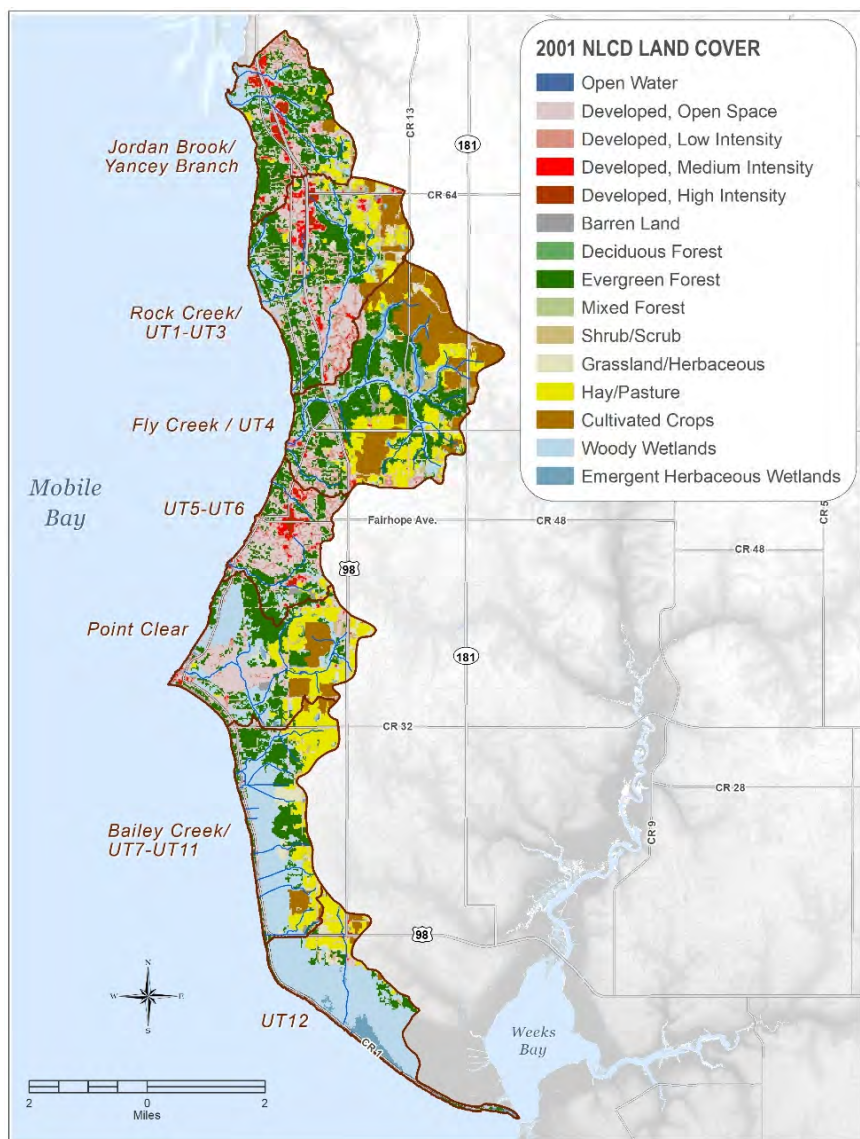 2001 NLCD LAND COVER
Open Water
Developed, Open Space
Developed, Low Intensity
Developed, Medium Intensity
Developed, High Intensity
Barren Land
Deciduous Forest
Evergreen Forest
Mixed Forest
Shrub/Scrub
Grassland/Herbaceous
Hay/Pasture
Cultivated Crops
Woody Wetlands
Emergent Herbaceous Wetlands
CR 13
181
Jordan Brook/
Yancey Branch
CR 64
Rock Creek/
UT1-UT3
Fly Creek / UT4
Mobile
Bay
UT5-UT6
Fairhope Ave.
CR 48
CR 5
CR 48
98
Point Clear
181
CR 32
CR 28
CR 9
Bailey Creek/
UT7-UT11
98
N
W
E
S
UT12
CR 1
Weeks
Bay
2
0
2
Miles